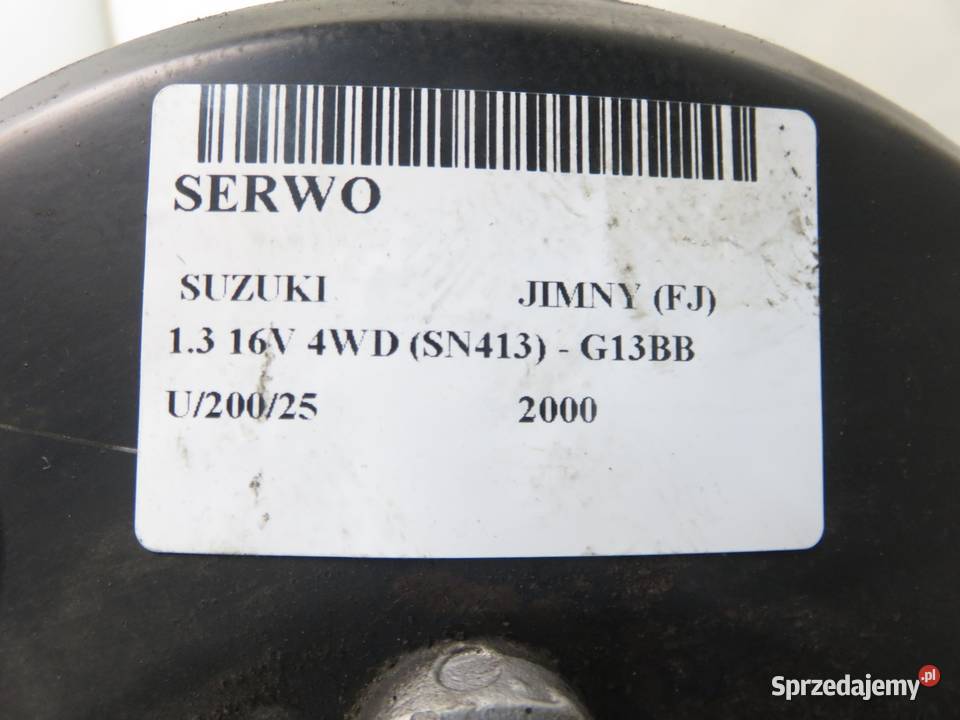 SERWO
SUZUKI JIMNY (FJ)
1.3 16V 4WD (SN413) - G13BB
U/200/25 2000
Sprzedajemy.pl